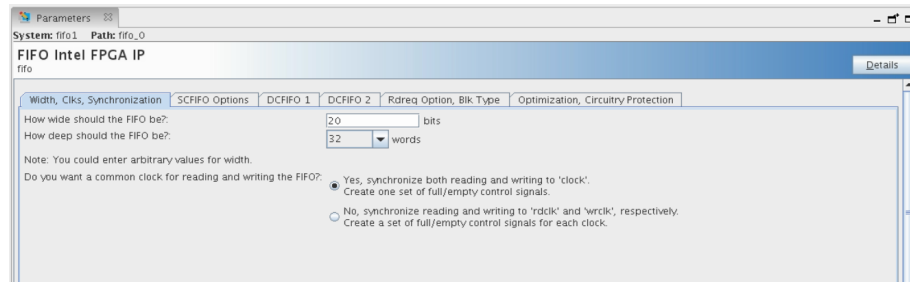 Parameters
System: fifo1 Path: fifo_0
FIFO Intel FPGA IP
fifo
Details
Width, Clks, Synchronization SCFIFO Options DCFIFO 1 DCFIFO 2 Rdreq Option, Blk Type Optimization, Circuitry Protection
How wide should the FIFO be?: 20 bits
How deep should the FIFO be?: 32 words
Note: You could enter arbitrary values for width.
Do you want a common clock for reading and writing the FIFO?: Yes, synchronize both reading and writing to 'clock'.
Create one set of full/empty control signals.
No, synchronize reading and writing to 'rdclk' and 'wrclk', respectively.
Create a set of full/empty control signals for each clock.